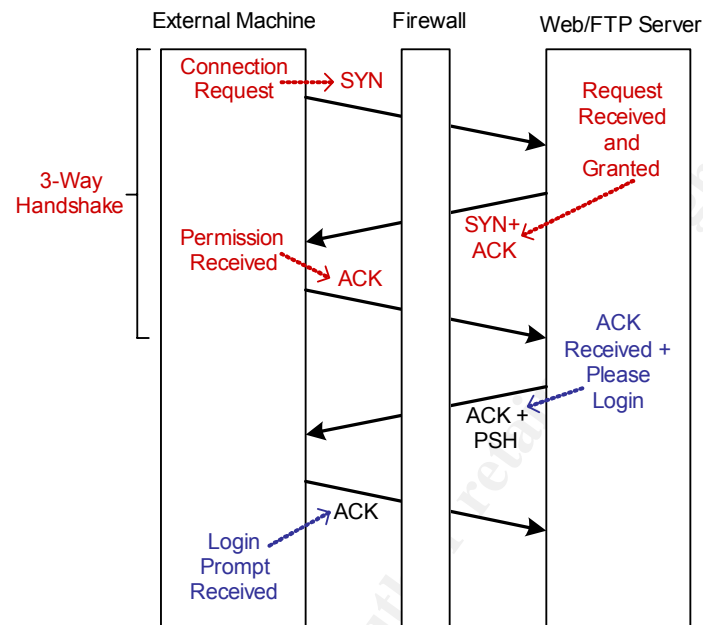 External Machine
Firewall
Web/FTP Server
Connection
Request
SYN
Request
Received
and
Granted
3-Way
Handshake
SYN+
ACK
Permission
Received
ACK
ACK
Received +
Please
Login
ACK +
PSH
ACK
Login
Prompt
Received